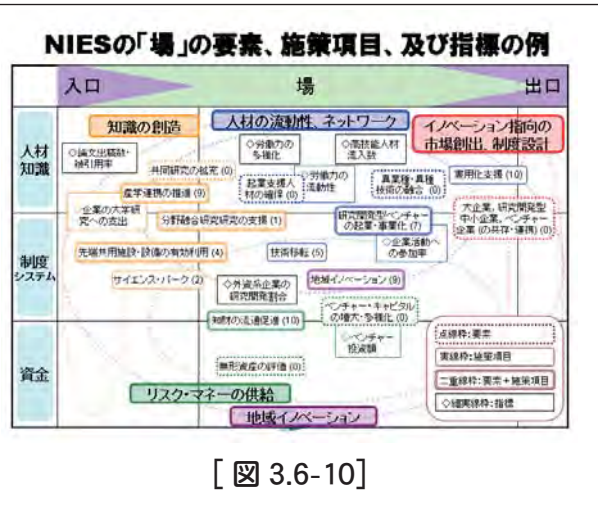 NIESの「場」の要素、施策項目、及び指標の例
入口
場
出口
人材
知識
知識の創造
人材の流動性、ネットワーク
イノベーション指向の
市場創出、制度設計
◇論文出稿数・
被引用率
共同研究の拡充 (0)
産学連携の推進 (9)
◇労働力の
多様化
◇高技能人材
流入数
起業支援人
材の確保 (0)
◇労働力の
流動性
異業種・異種
技術の融合 (0)
実用化支援 (10)
制度
システム
◇企業の大学研
究への支出
分野融合研究研究の支援 (1)
研究開発型ベンチャー
の起業・事業化 (7)
大企業，研究開発型
中小企業，ベンチャー
企業 (の共存・連携) (0)
先端共用施設・設備の有効利用 (4)
技術移転 (5)
◇企業活動へ
の参加率
サイエンス・パーク (2)
◇外資系企業の
研究開発割合
地域イノベーション (9)
知財の流通促進 (10)
ベンチャー・キャピタル
の増大・多様化 (0)
資金
◇ベンチャー
投資額
無形資産の評価 (0)
リスク・マネーの供給
地域イノベーション
点線枠：要素
実線枠：施策項目
二重線枠：要素＋施策項目
◇細実線枠：指標
[図 3.6-10]